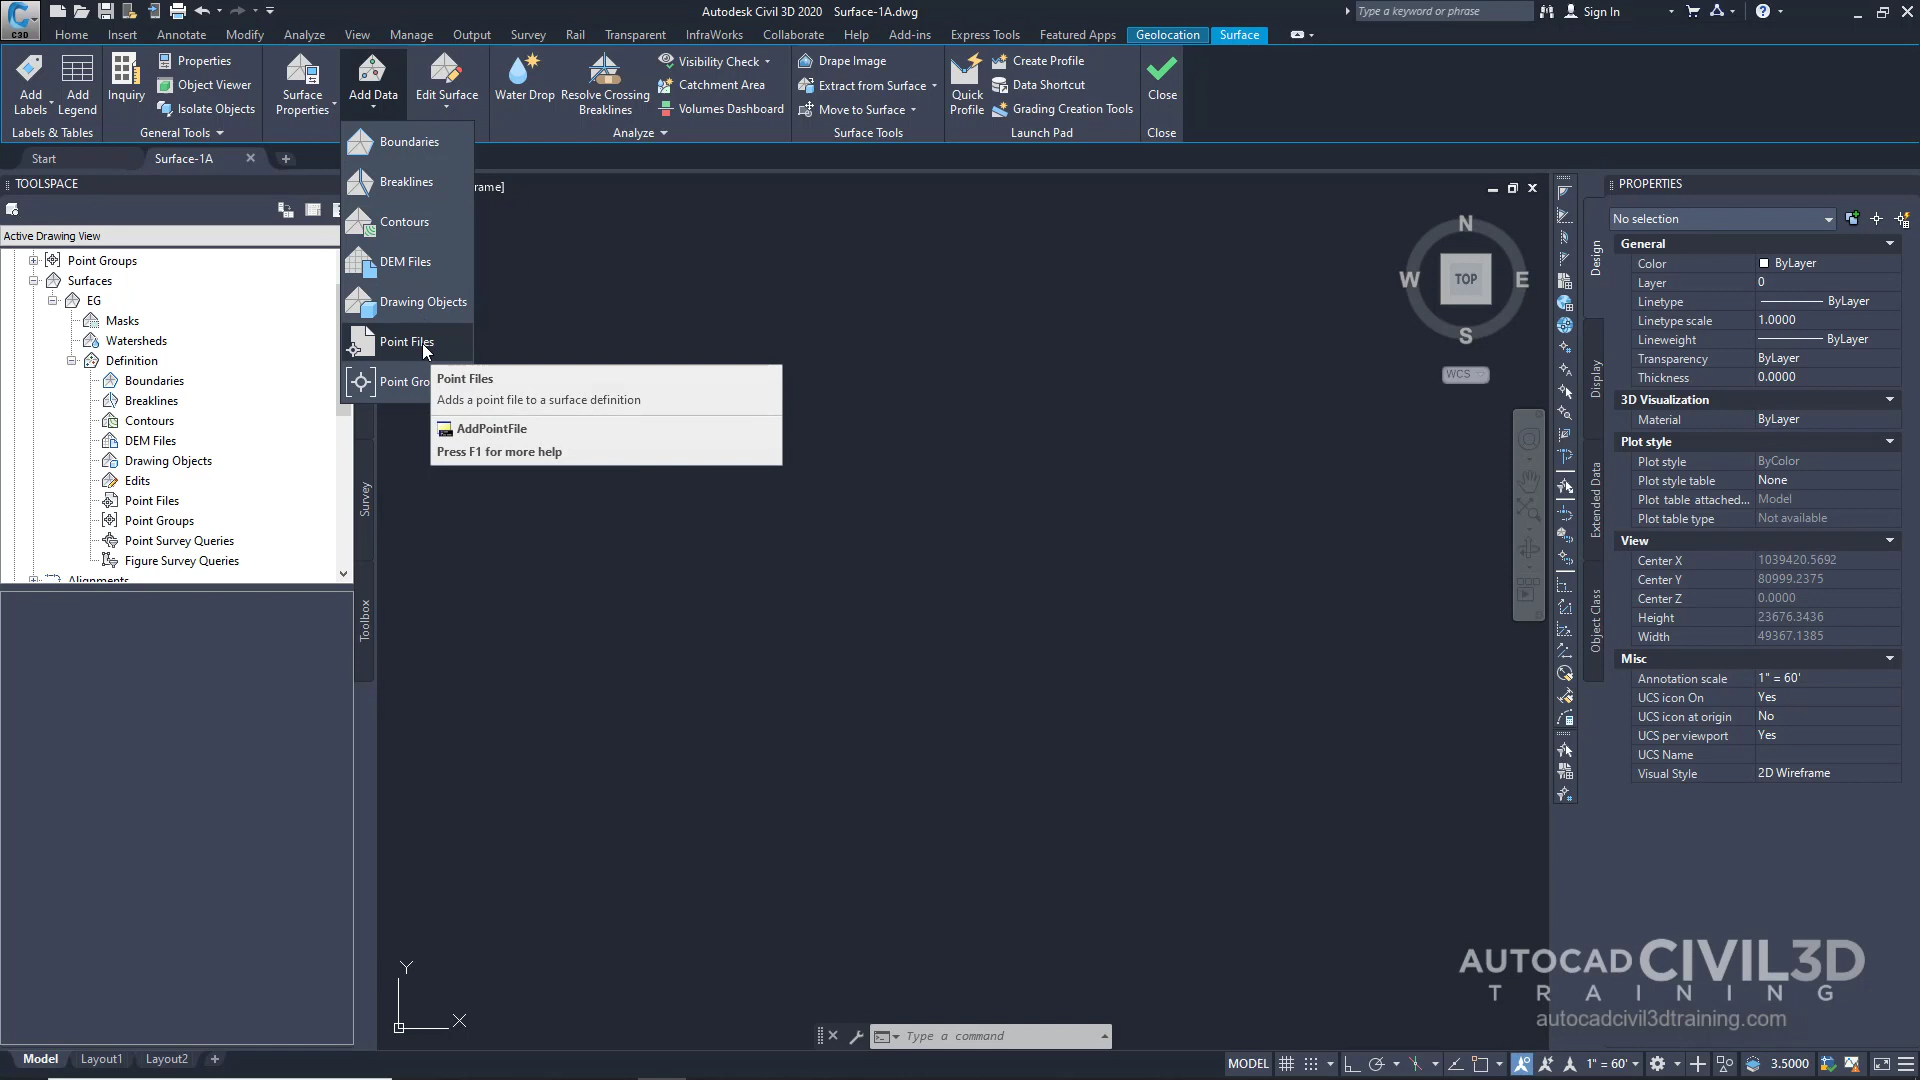 Autodesk Civil 3D 2020 Surface-1A.dwg
Type a keyword or phrase
Sign In
C3D
Home Insert Annotate Modify Analyze View Manage Output Survey Rail Transparent InfraWorks Collaborate Help Add-ins Express Tools Featured Apps Geolocation Surface
Add Labels
Add Legend
Labels & Tables
Inquiry
Properties
Object Viewer
Isolate Objects
General Tools
Surface Properties
Add Data
Edit Surface
Water Drop
Resolve Crossing Breaklines
Visibility Check
Catchment Area
Volumes Dashboard
Analyze
Drape Image
Extract from Surface
Move to Surface
Surface Tools
Quick Profile
Create Profile
Data Shortcut
Grading Creation Tools
Launch Pad
Close
Close
Start
Surface-1A
TOOLSPACE
Active Drawing View
Point Groups
Surfaces
EG
Masks
Watersheds
Definition
Boundaries
Breaklines
Contours
DEM Files
Drawing Objects
Edits
Point Files
Point Groups
Point Survey Queries
Figure Survey Queries
Alignments
Survey
Toolbox
Boundaries
Breaklines
Contours
DEM Files
Drawing Objects
Point Files
Point Gro
rame]
Point Files
Adds a point file to a surface definition
AddPointFile
Press F1 for more help
N
W TOP E
S
WCS
PROPERTIES
No selection
Design
Display
Extended Data
Object Class
General
Color ByLayer
Layer 0
Linetype ByLayer
Linetype scale 1.0000
Lineweight ByLayer
Transparency ByLayer
Thickness 0.0000
3D Visualization
Material ByLayer
Plot style
Plot style ByColor
Plot style table None
Plot table attached... Model
Plot table type Not available
View
Center X 1039420.5692
Center Y 80999.2375
Center Z 0.0000
Height 23676.3436
Width 49367.1385
Misc
Annotation scale 1" = 60'
UCS icon On Yes
UCS icon at origin No
UCS per viewport Yes
UCS Name
Visual Style 2D Wireframe
Y
X
AUTOCAD CIVIL3D
TRAINING
autocadcivil3dtraining.com
Type a command
Model Layout1 Layout2
MODEL 1" = 60' 3.5000